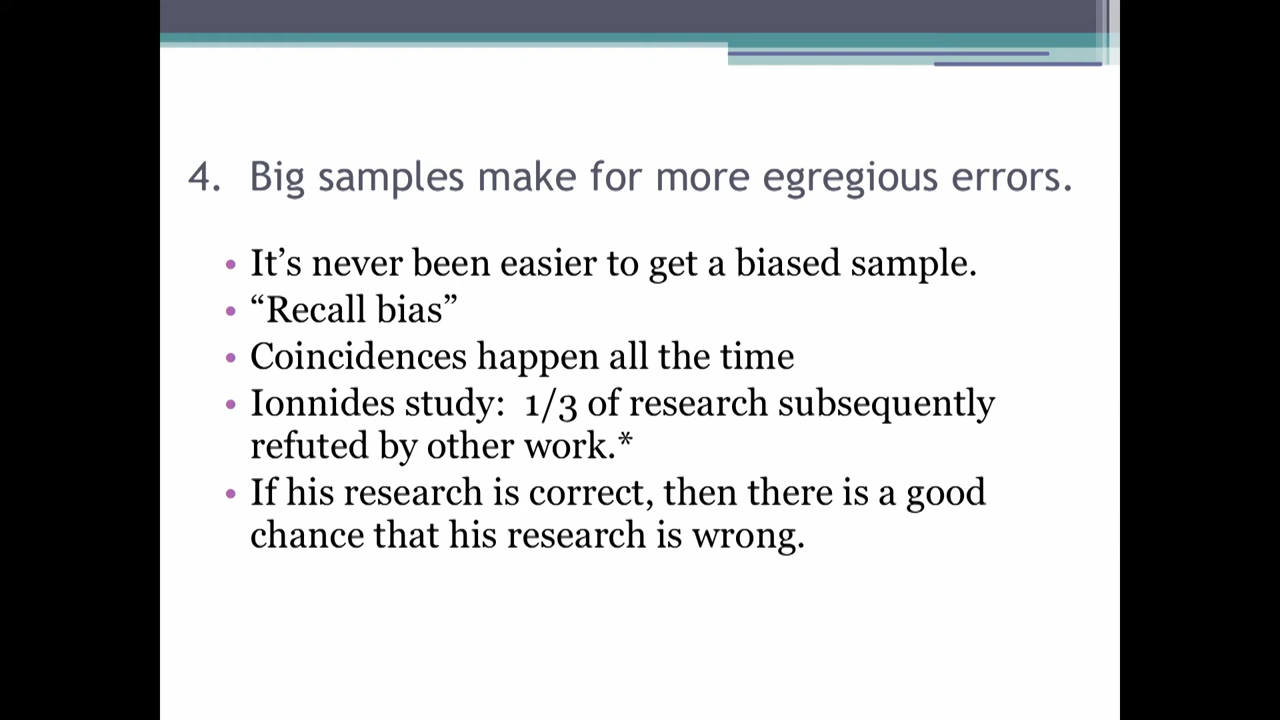 4. Big samples make for more egregious errors.
• It’s never been easier to get a biased sample.
• “Recall bias”
• Coincidences happen all the time
• Ionnides study: 1/3 of research subsequently
refuted by other work.*
• If his research is correct, then there is a good
chance that his research is wrong.